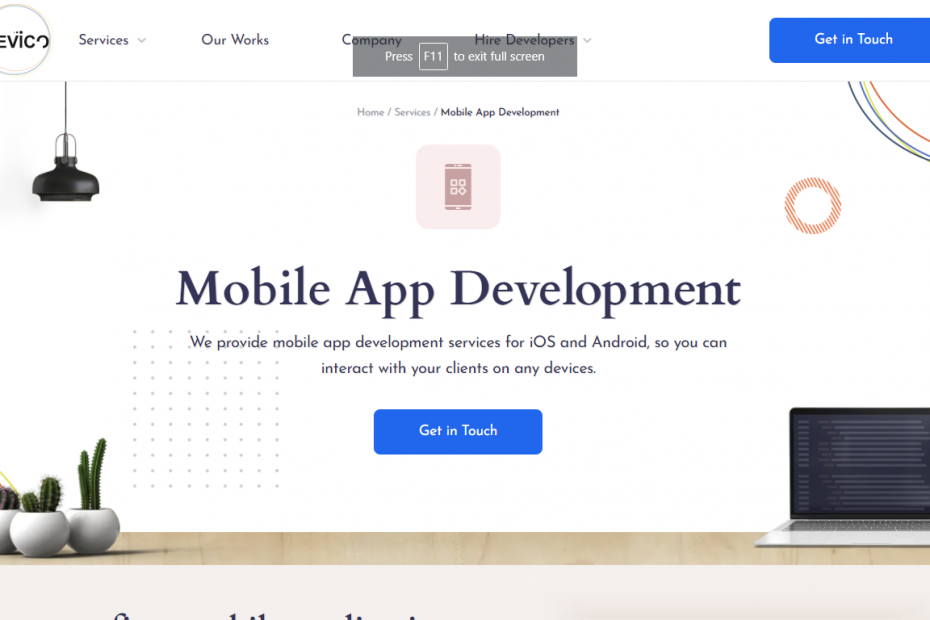 EVICO
Services
Our Works
Company
Hire Developers
Get in Touch
Press F11 to exit full screen
Home / Services / Mobile App Development
Mobile App Development
We provide mobile app development services for iOS and Android, so you can
interact with your clients on any devices.
Get in Touch